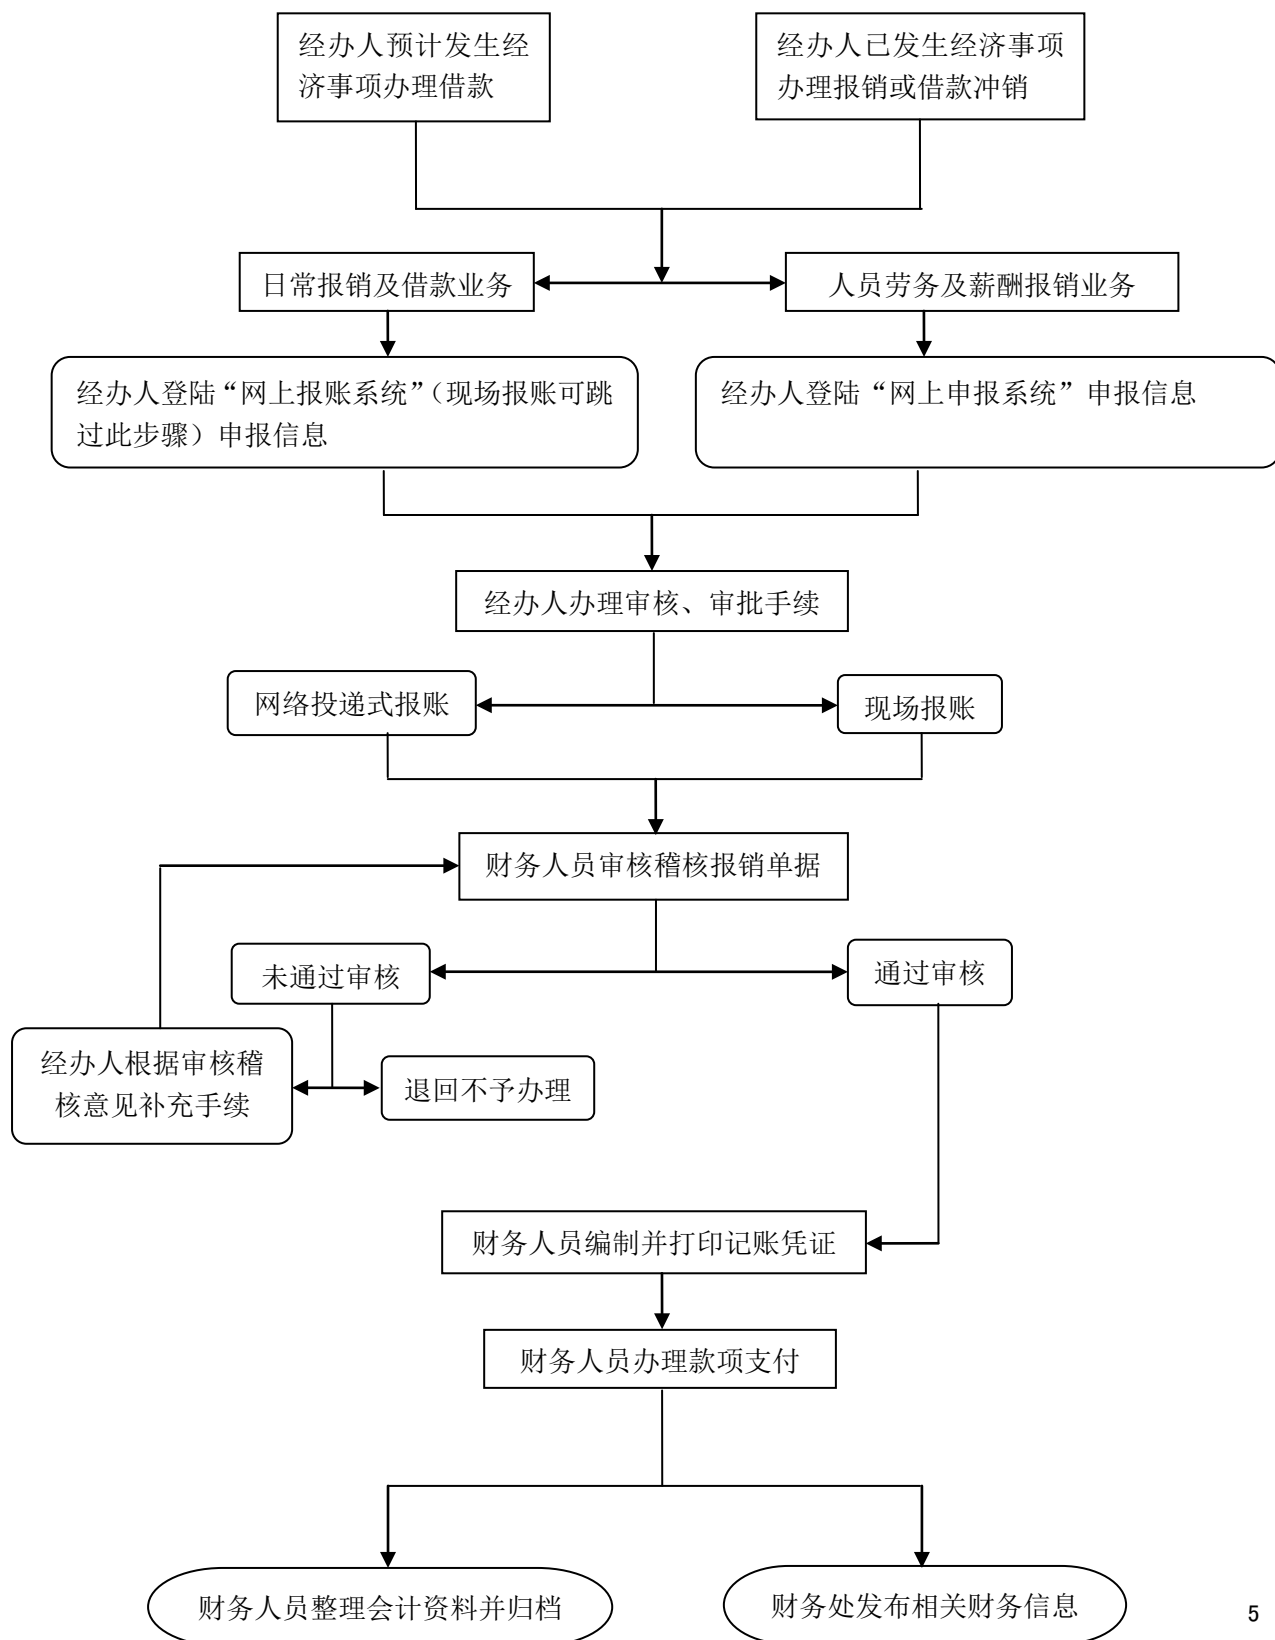 经办人预计发生经
济事项办理借款
经办人已发生经济事项
办理报销或借款冲销
日常报销及借款业务
人员劳务及薪酬报销业务
经办人登陆“网上报账系统”（现场报账可跳
过此步骤）申报信息
经办人登陆“网上申报系统”申报信息
经办人办理审核、审批手续
网络投递式报账
现场报账
财务人员审核稽核报销单据
未通过审核
通过审核
经办人根据审核稽
核意见补充手续
退回不予办理
财务人员编制并打印记账凭证
财务人员办理款项支付
财务人员整理会计资料并归档
财务处发布相关财务信息
5